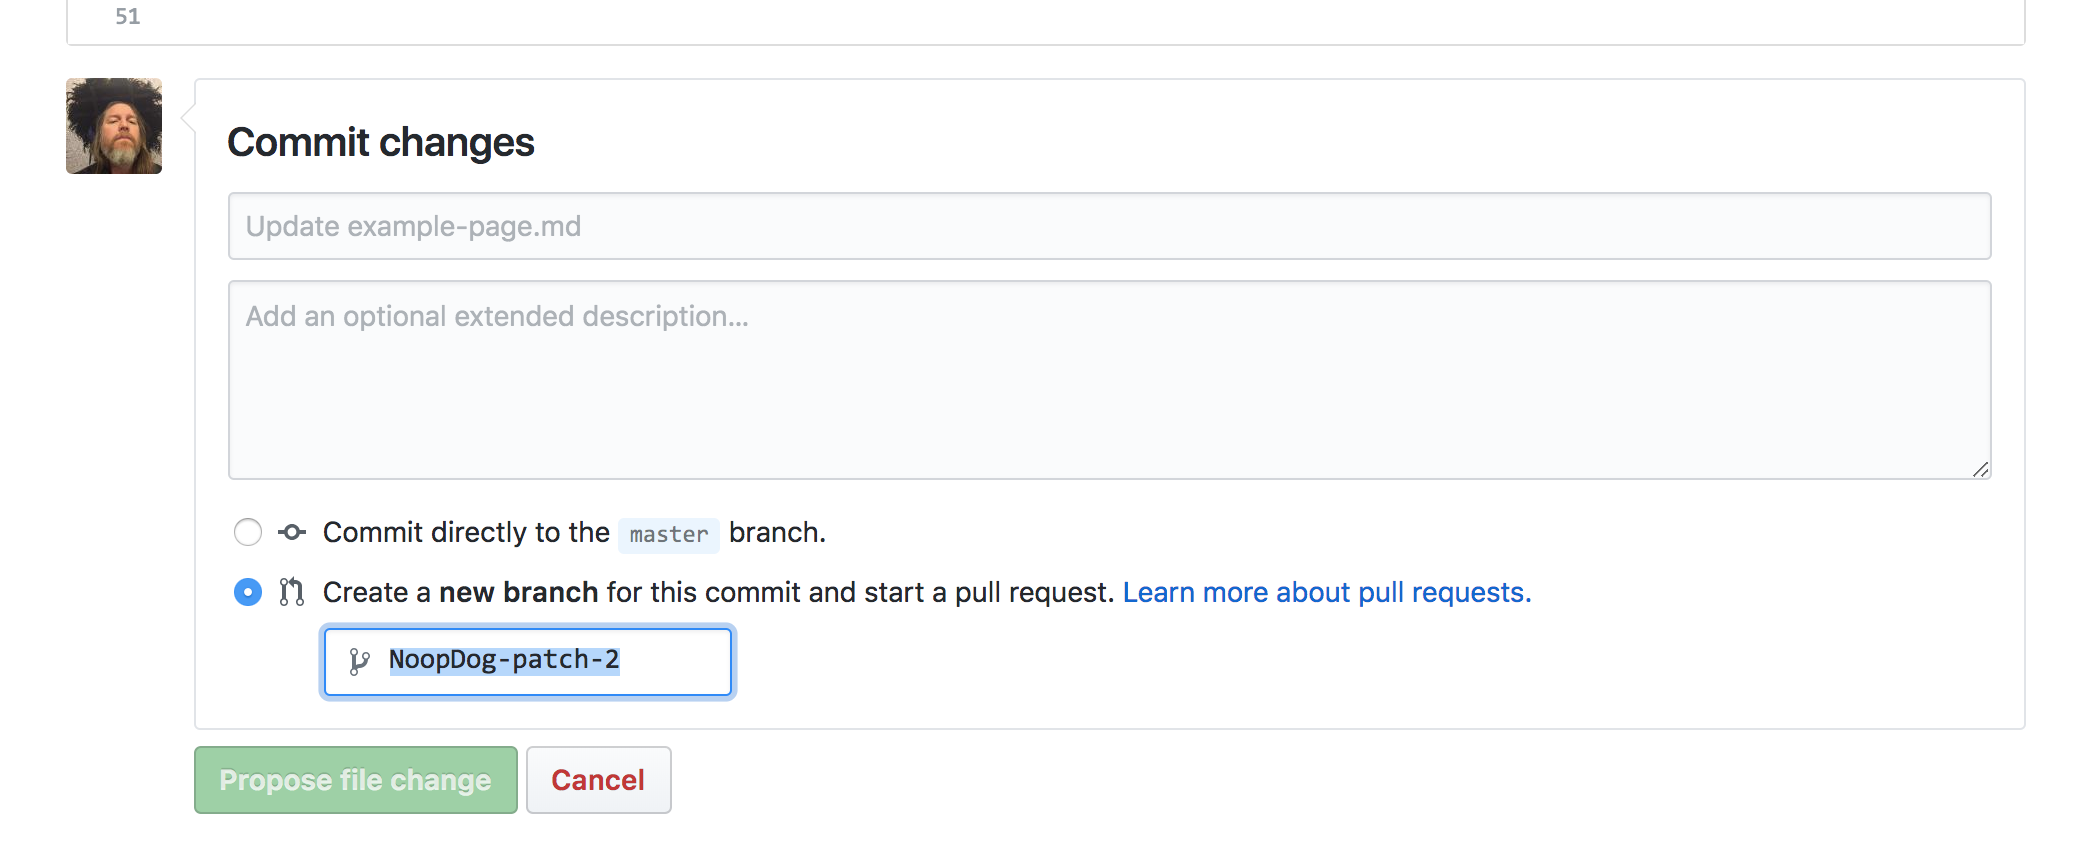 51
Commit changes
Update example-page.md
Add an optional extended description...
Commit directly to the master branch.
Create a new branch for this commit and start a pull request. Learn more about pull requests.
NoopDog-patch-2
Propose file change Cancel